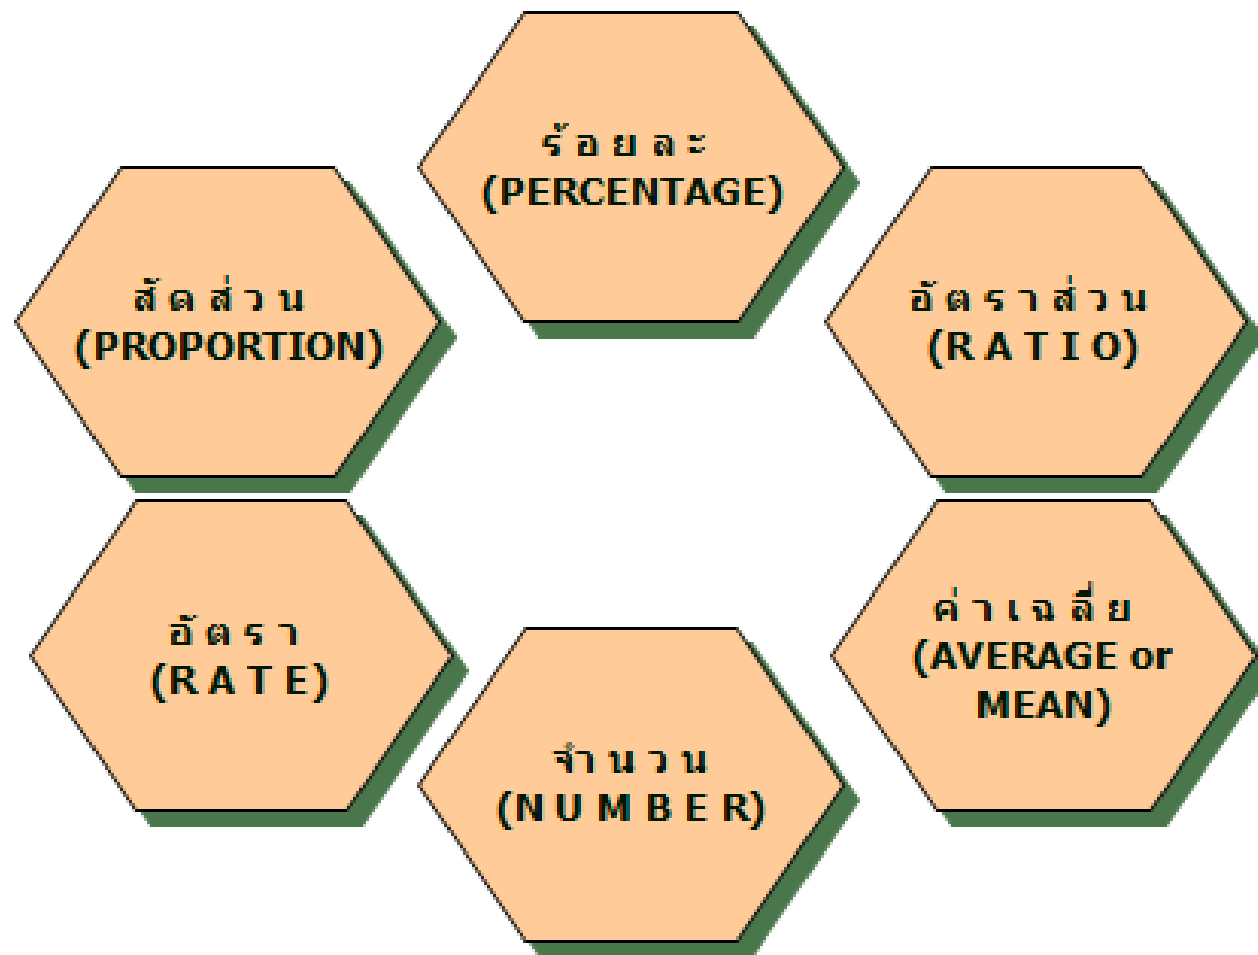 ร้อยละ
(PERCENTAGE)
สัดส่วน
(PROPORTION)
อัตราส่วน
(RATIO)
อัตรา
(RATE)
ค่าเฉลี่ย
(AVERAGE or
MEAN)
จำนวน
(NUMBER)